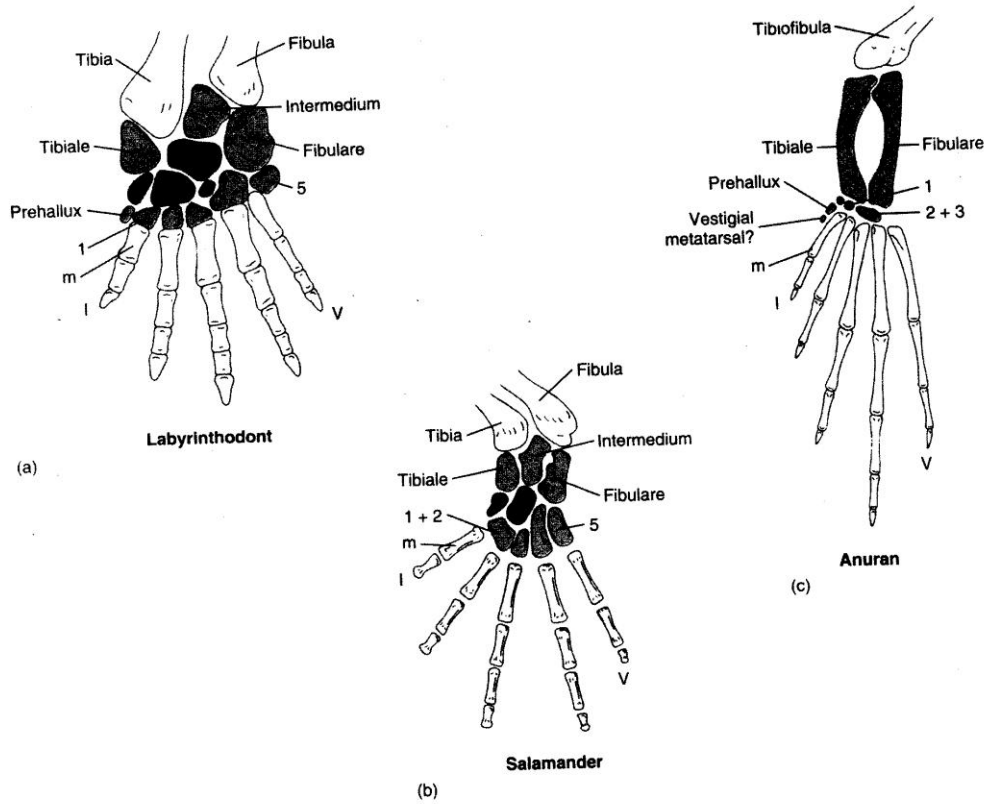 Tibia
Fibula
Intermedium
Tibiale
Fibulare
5
Prehallux
1
m
I
V
Labyrinthodont
(a)
Fibula
Tibia
Intermedium
Tibiale
Fibulare
1 + 2
5
m
I
V
Salamander
(b)
Tibiofibula
Tibiale
Fibulare
Prehallux
1
2 + 3
Vestigial
metatarsal?
m
I
V
Anuran
(c)